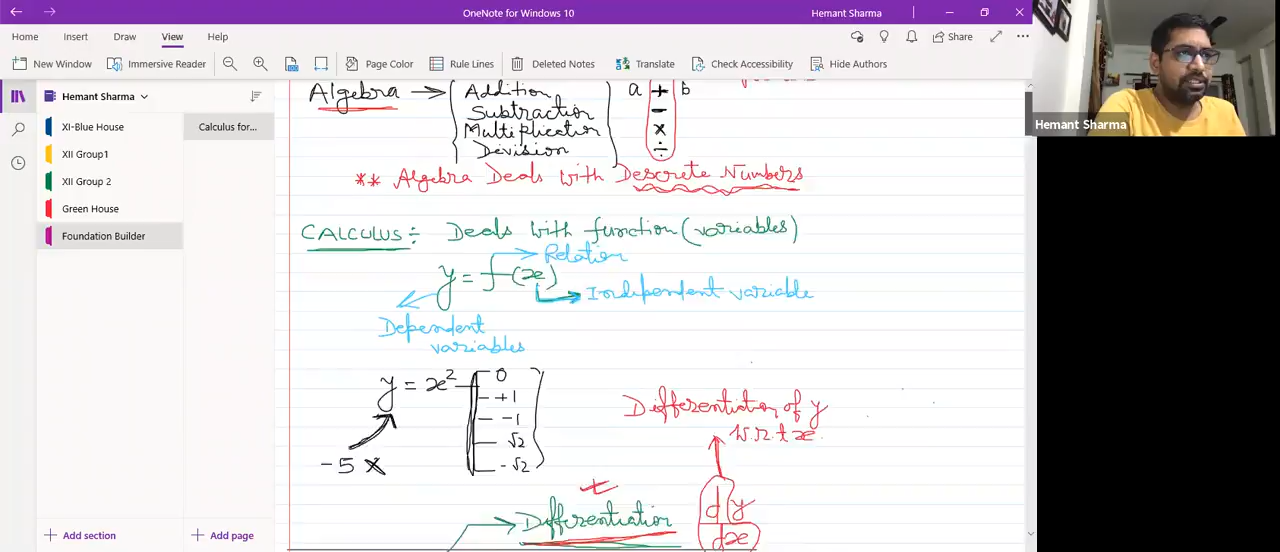 OneNote for Windows 10
Hemant Sharma
Home Insert Draw View Help
Share
New Window
Immersive Reader
Page Color
Rule Lines
Deleted Notes
Translate
Check Accessibility
Hide Authors
Hemant Sharma
XI-Blue House
XII Group1
XII Group 2
Green House
Foundation Builder
Add section
Calculus for...
Add page
Algebra → Addition a + b
Subtraction -
Multiplication ×
Division ÷
** Algebra Deals with Descrete Numbers
CALCULUS ÷ Deals with function (variables)
Relation
y = f(x)
Independent variable
Dependent
variables
y = x² 0
+1
-1
√2
-√2
-5 ×
Differentiation of y
w.r.t x.
Differentiation
dy
dx
Hemant Sharma